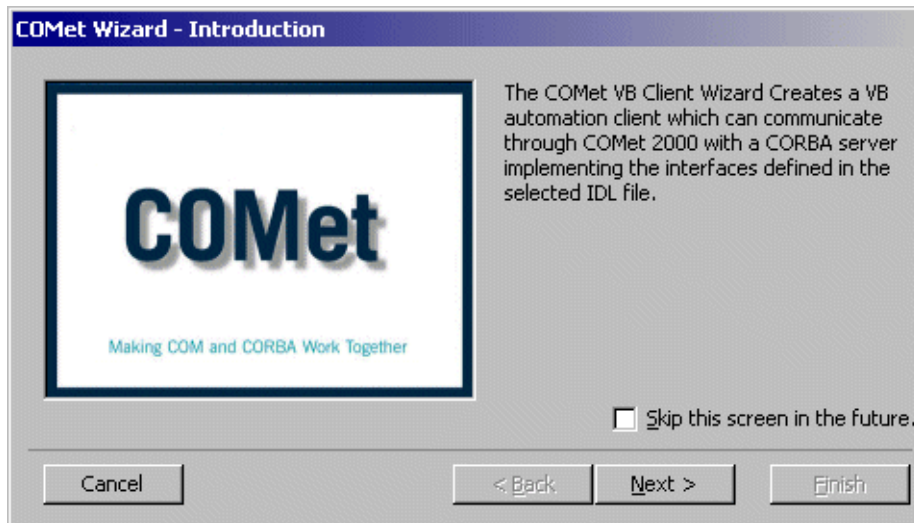 COMet Wizard - Introduction
The COMet VB Client Wizard Creates a VB
automation client which can communicate
through COMet 2000 with a CORBA server
implementing the interfaces defined in the
selected IDL file.
COMet
Making COM and CORBA Work Together
Skip this screen in the future.
Cancel
< Back
Next >
Finish